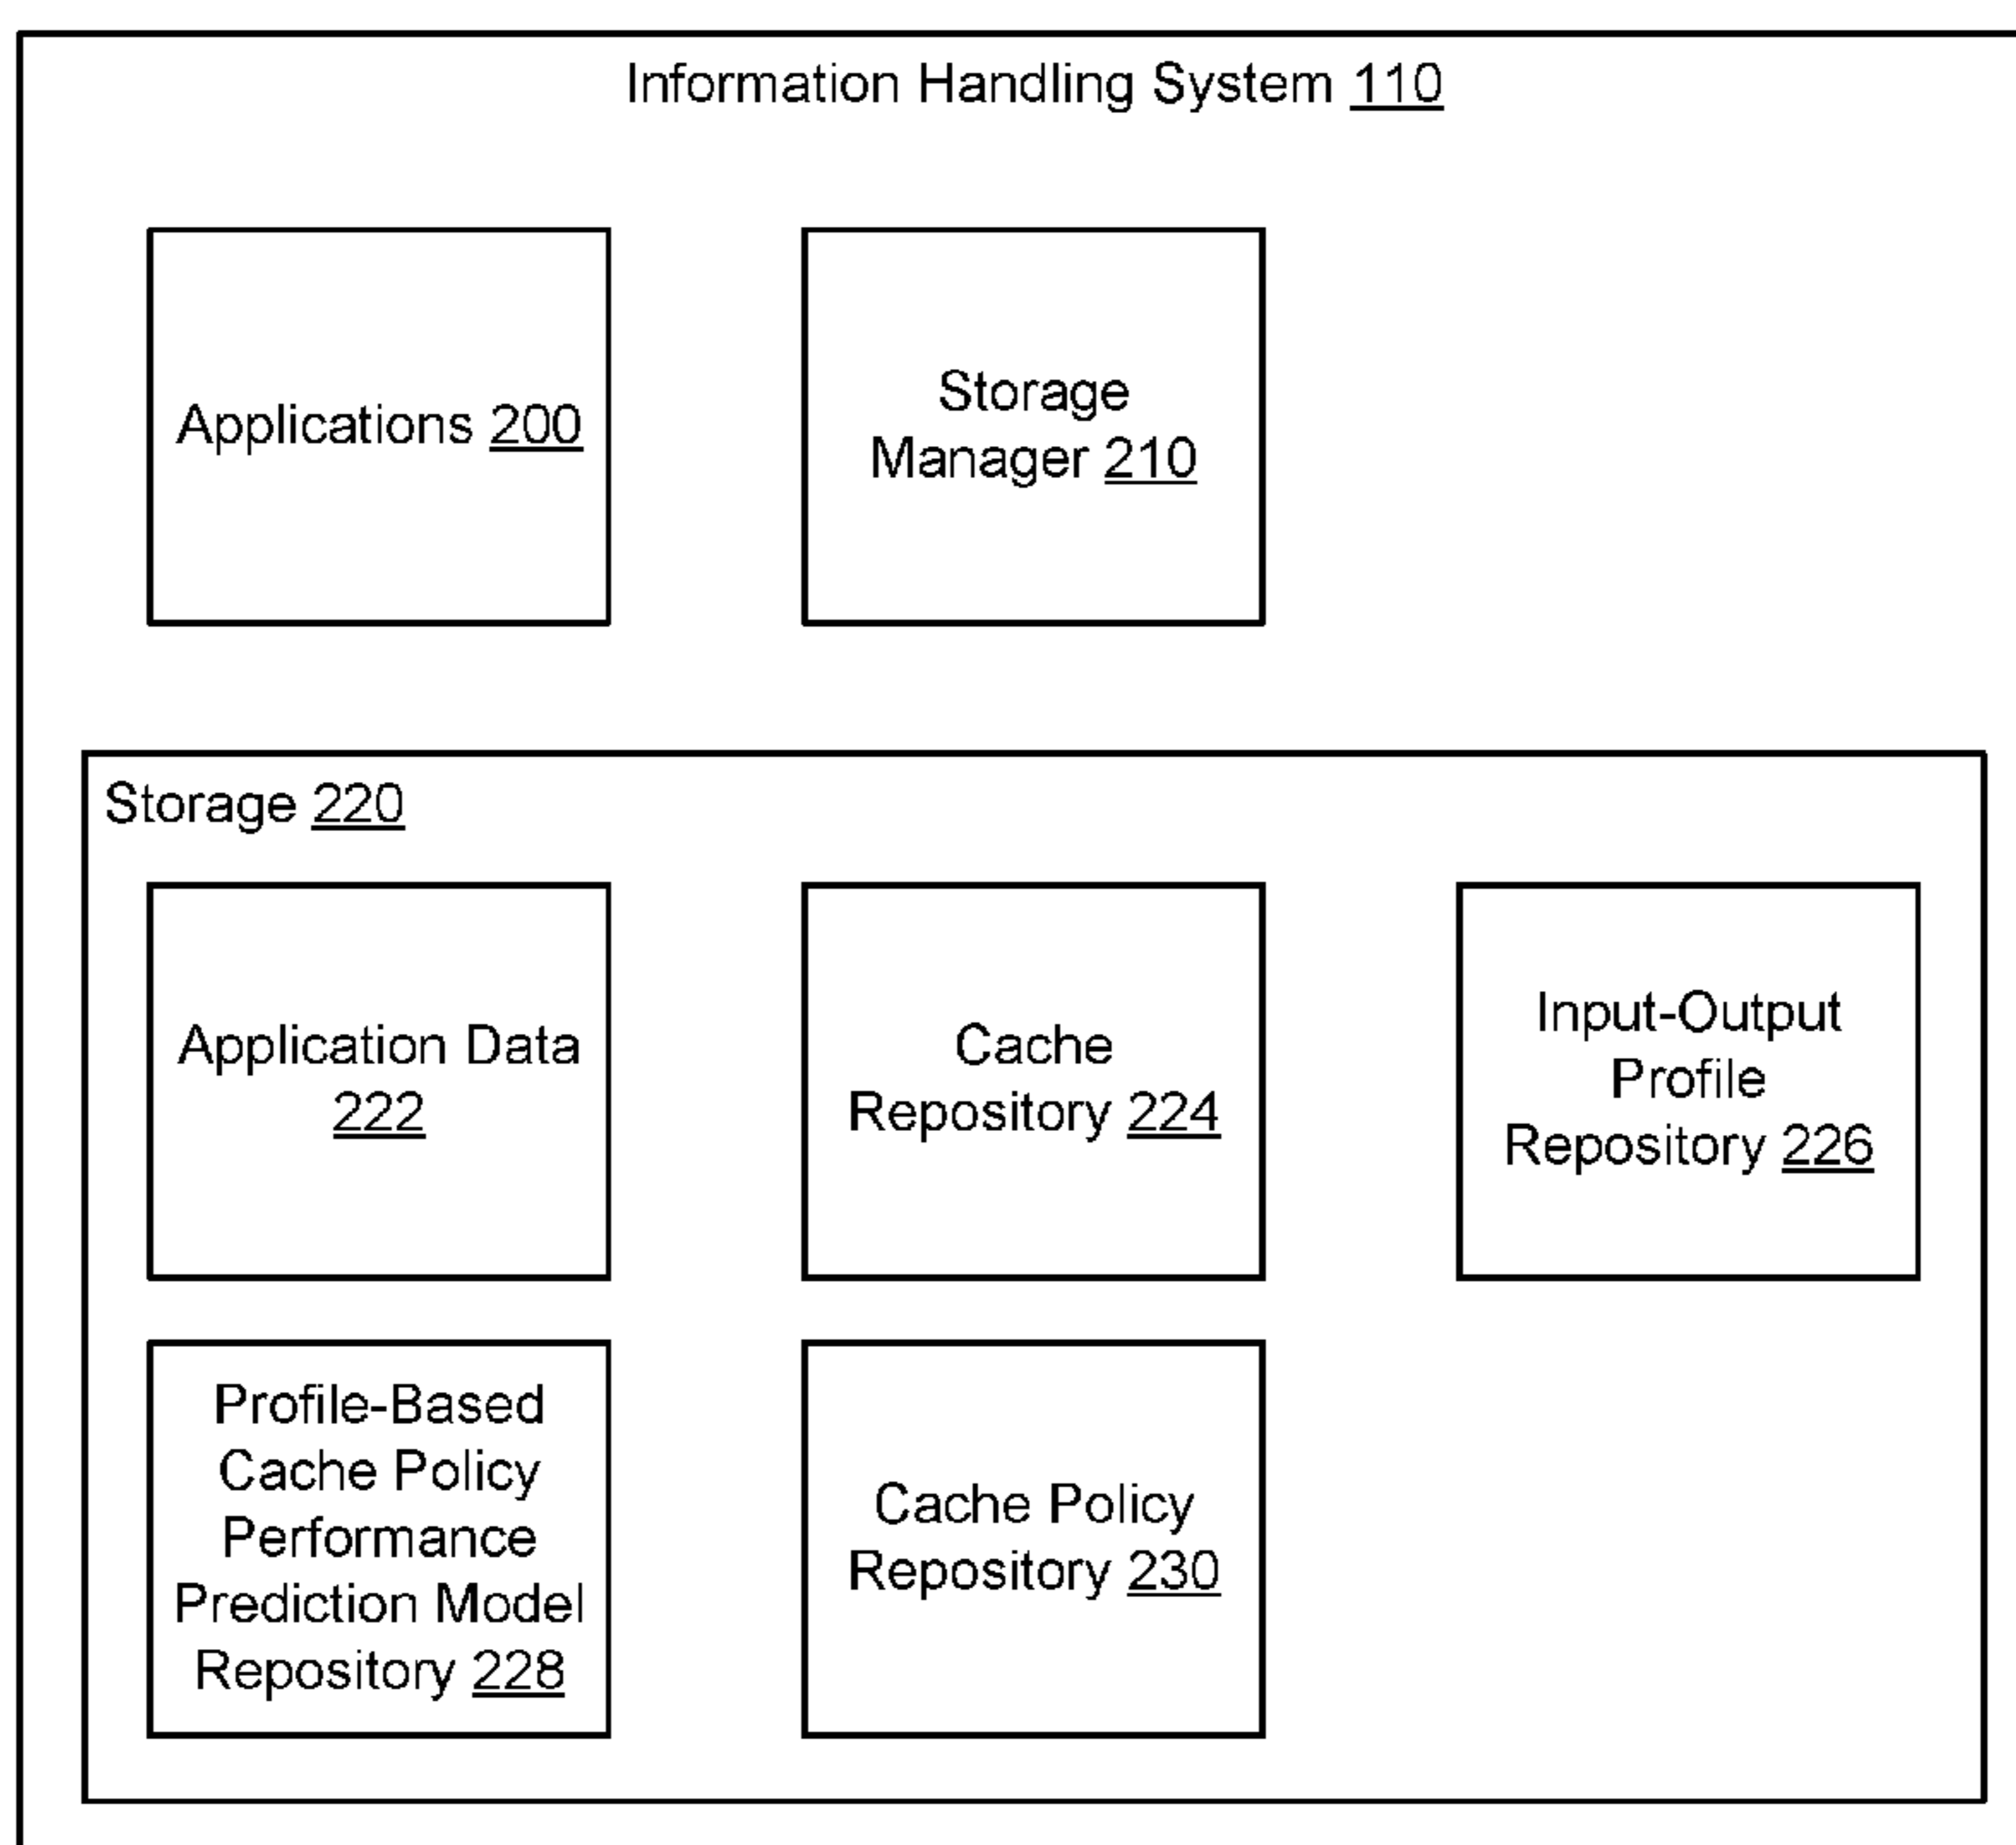 Information Handling System 110
Applications 200
Storage
Manager 210
Storage 220
Application Data
222
Cache
Repository 224
Input-Output
Profile
Repository 226
Profile-Based
Cache Policy
Performance
Prediction Model
Repository 228
Cache Policy
Repository 230